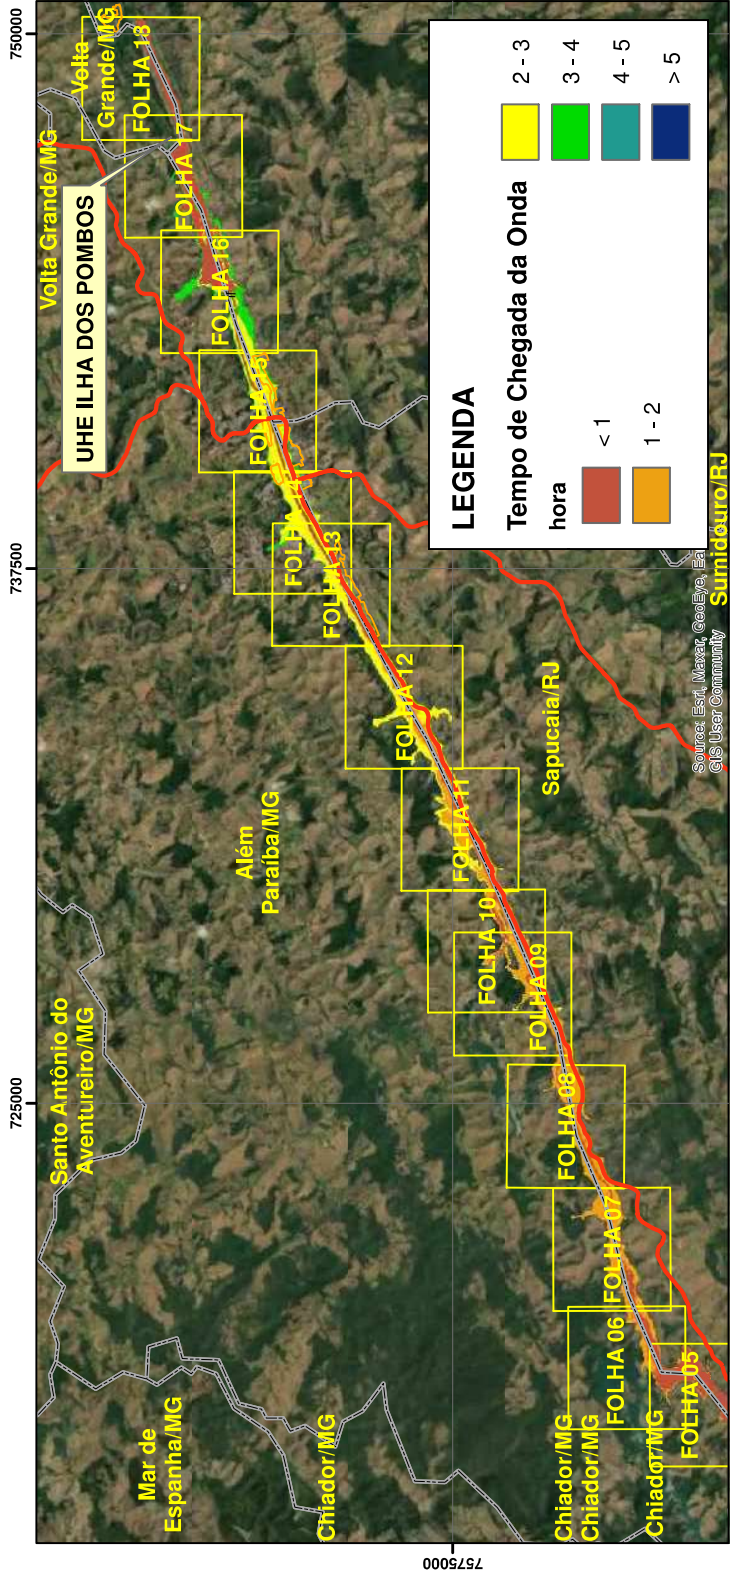 Mar de
Espanha/MG
Santo Antônio do
Aventureiro/MG
Volta Grande/MG
Volta
Grande/MG
UHE ILHA DOS POMBOS
Chiador/MG
Além
Paraíba/MG
Sapucaia/RJ
Sumidouro/RJ
Chiador/MG
Chiador/MG
Chiador/MG
FOLHA 05
FOLHA 06
FOLHA 07
FOLHA 08
FOLHA 09
FOLHA 10
FOLHA 11
FOLHA 12
FOLHA 13
FOLHA 14
FOLHA 15
FOLHA 16
FOLHA 7
FOLHA 18
LEGENDA
Tempo de Chegada da Onda
hora
< 1
1 - 2
2 - 3
3 - 4
4 - 5
> 5
Source: Esri, Maxar, GeoEye,
GIS User Community
725000
737500
750000
7575000